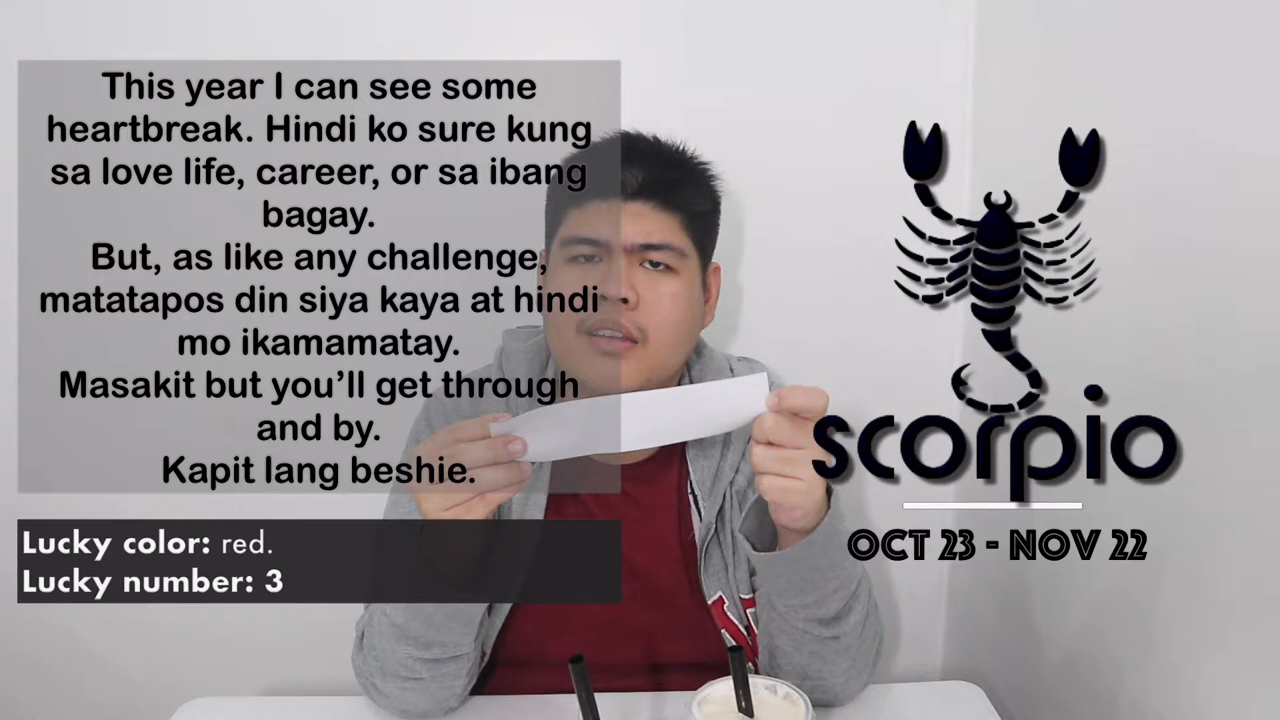 This year I can see some
heartbreak. Hindi ko sure kung
sa love life, career, or sa ibang
bagay.
But, as like any challenge,
matatapos din siya kaya at hindi
mo ikamamatay.
Masakit but you’ll get through
and by.
Kapit lang beshie.
Lucky color: red.
Lucky number: 3
scorpio
OCT 23 - NOV 22